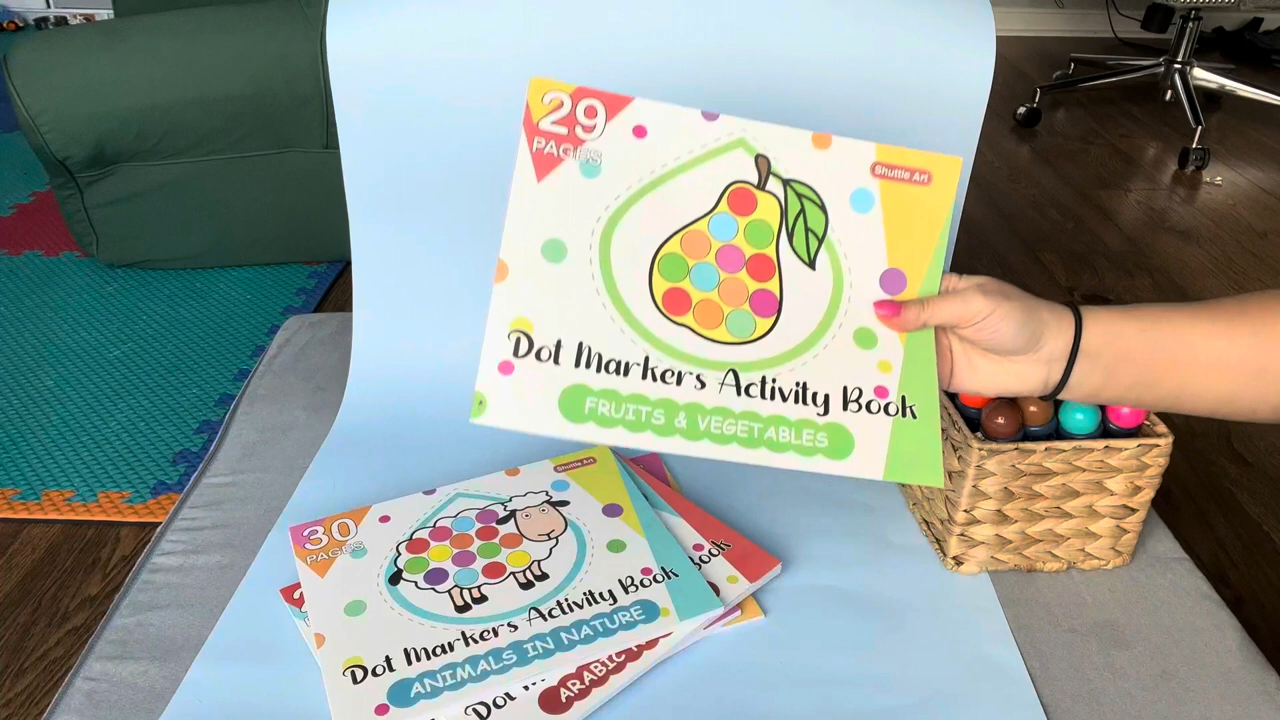 29
PAGES
Shuttle Art
Dot Markers Activity Book
FRUITS & VEGETABLES
30
PAGES
Shuttle Art
Dot Markers Activity Book
ANIMALS IN NATURE
Book
Dot
ARABIC